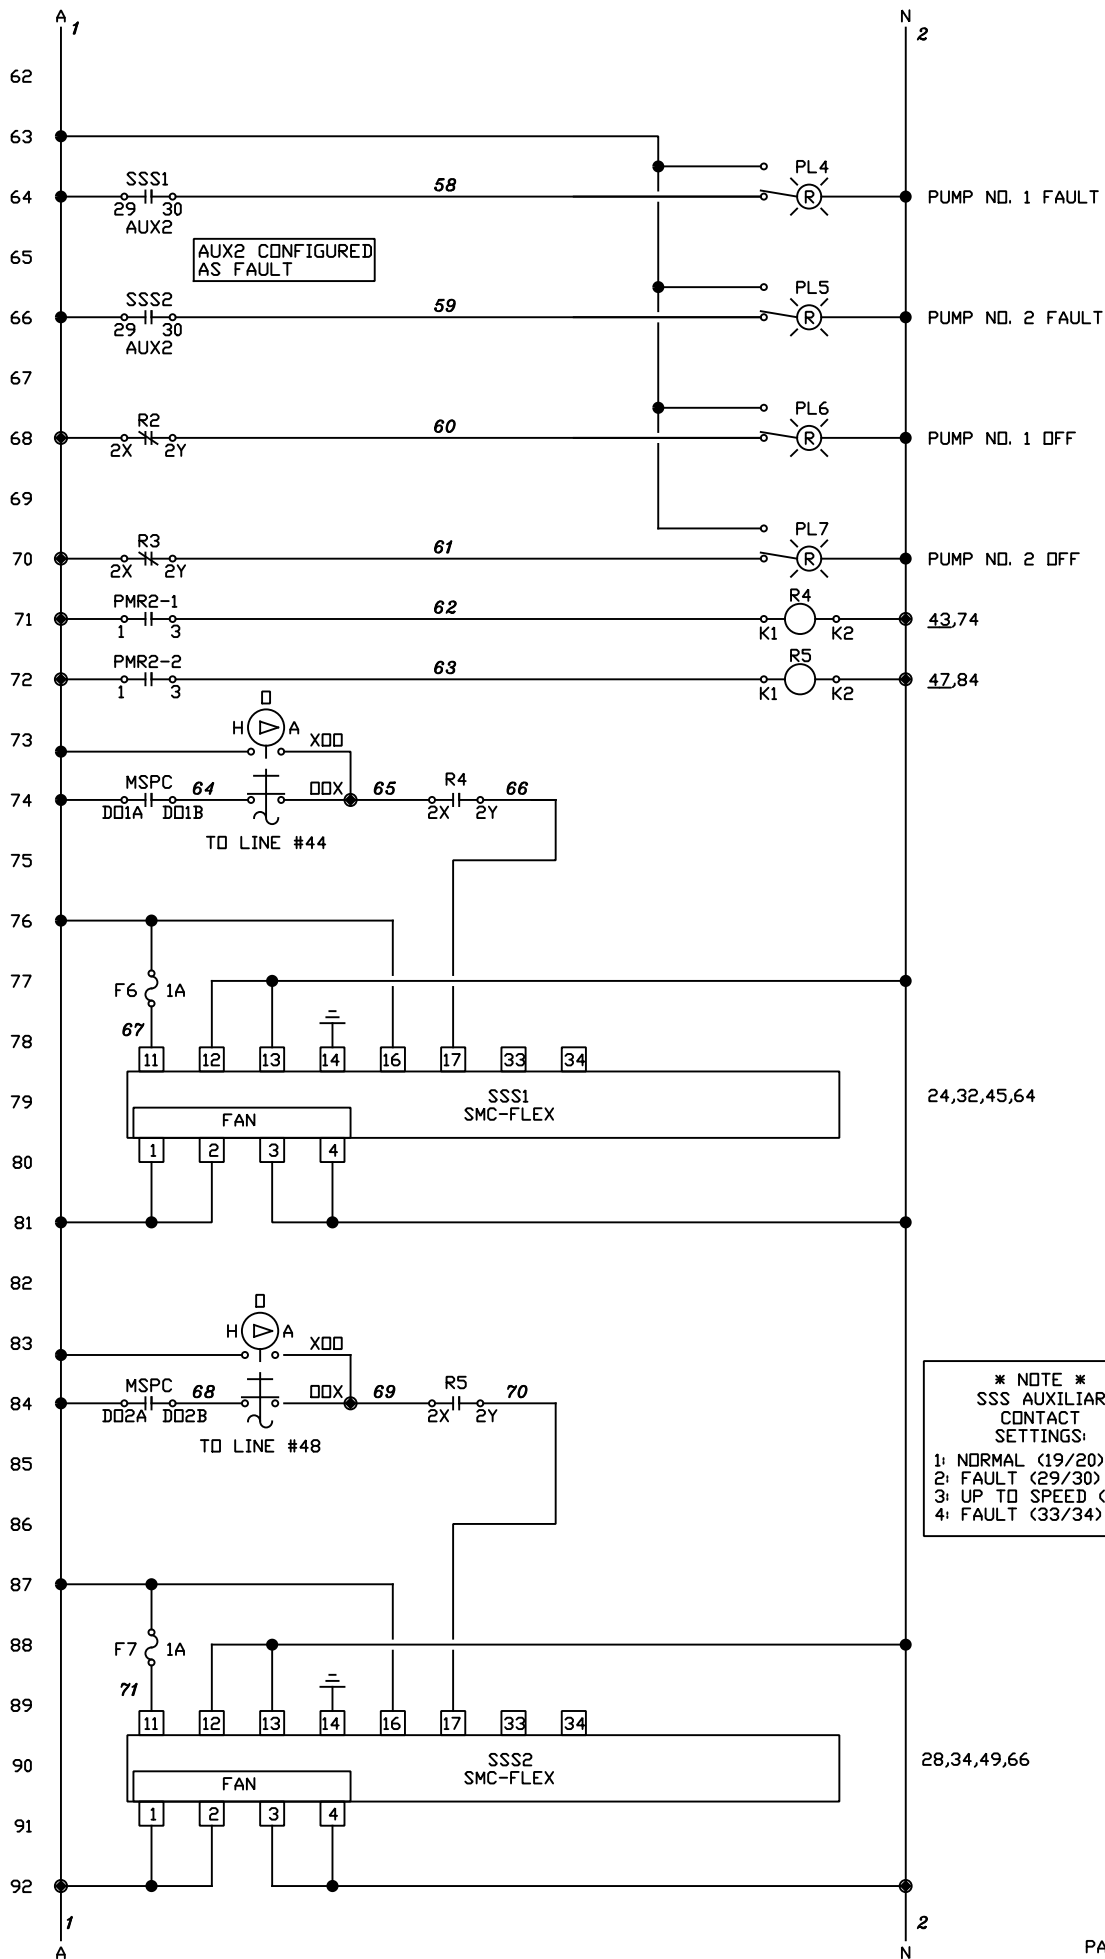 A N
1 2
62
63
PL4
SSS1
64 58 R PUMP NO. 1 FAULT
29 30
AUX2
65 AUX2 CONFIGURED
AS FAULT
PL5
SSS2
66 59 R PUMP NO. 2 FAULT
29 30
AUX2
67
PL6
R2
68 60 R PUMP NO. 1 OFF
2X 2Y
69
PL7
R3
70 61 R PUMP NO. 2 OFF
2X 2Y
PMR2-1 R4
71 62 43,74
1 3 K1 K2
PMR2-2 R5
72 63 47,84
1 3 K1 K2
O
73 H A XOO
MSPC 64 OOX 65 R4 66
74
DO1A DO1B 2X 2Y
TO LINE #44
75
76
77
F6 1A
67
78
11 12 13 14 16 17 33 34
79 SSS1 24,32,45,64
SMC-FLEX
FAN
80 1 2 3 4
81
82
O
83 H A XOO
MSPC 68 OOX 69 R5 70
84
DO2A DO2B 2X 2Y
TO LINE #48
85
86
* NOTE *
SSS AUXILIAR
CONTACT
SETTINGS:
1: NORMAL (19/20)
2: FAULT (29/30)
3: UP TO SPEED (
4: FAULT (33/34)
87
88
F7 1A
71
89
11 12 13 14 16 17 33 34
90 SSS2 28,34,49,66
SMC-FLEX
FAN
91 1 2 3 4
92
1 2
A N
PA